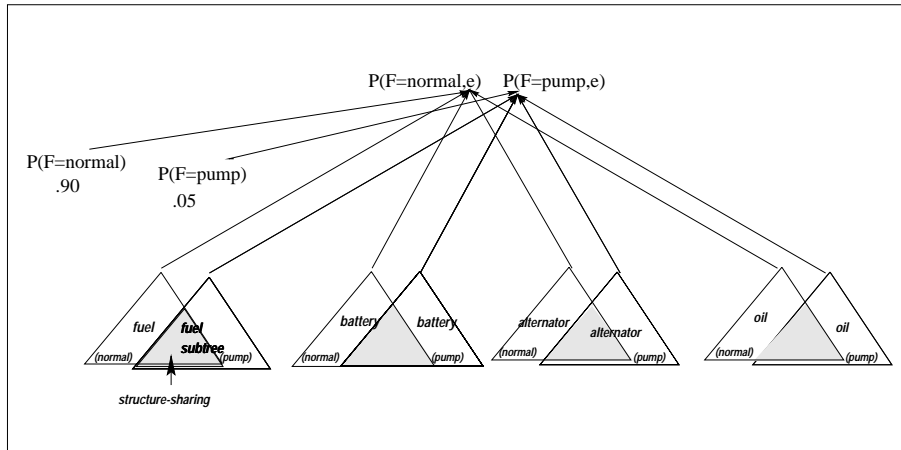 P(F=normal,e) P(F=pump,e)
P(F=normal)
.90
P(F=pump)
.05
fuel
(normal)
fuel
subtree
(pump)
battery
(normal)
battery
(pump)
alternator
(normal)
alternator
(pump)
oil
(normal)
oil
(pump)
structure-sharing